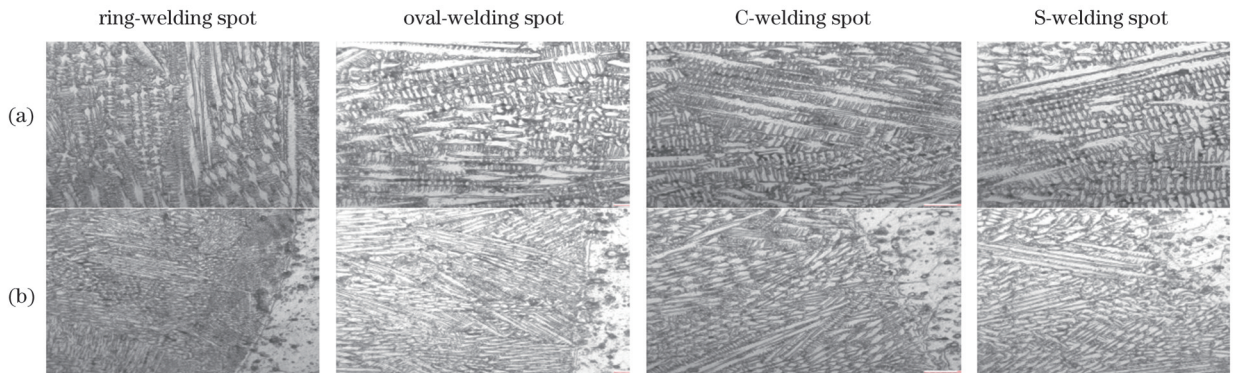 ring-welding spot
oval-welding spot
C-welding spot
S-welding spot
(a)
(b)